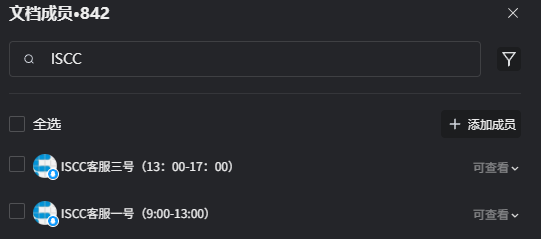 文档成员•842
ISCC
全选
添加成员
ISCC客服三号（13：00-17：00）
可查看
ISCC客服一号（9:00-13:00）
可查看